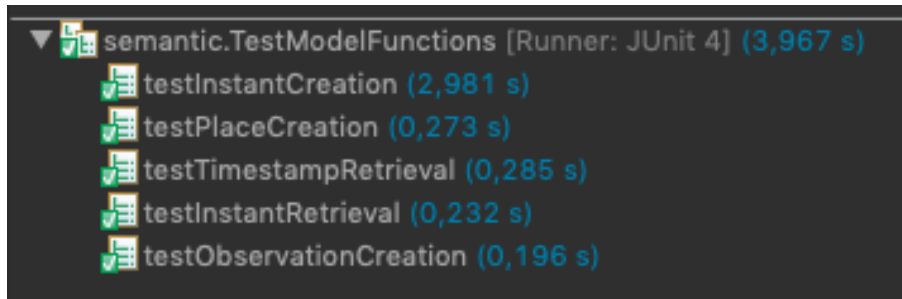 semantic.TestModelFunctions [Runner: JUnit 4] (3,967 s)
testInstantCreation (2,981 s)
testPlaceCreation (0,273 s)
testTimestampRetrieval (0,285 s)
testInstantRetrieval (0,232 s)
testObservationCreation (0,196 s)